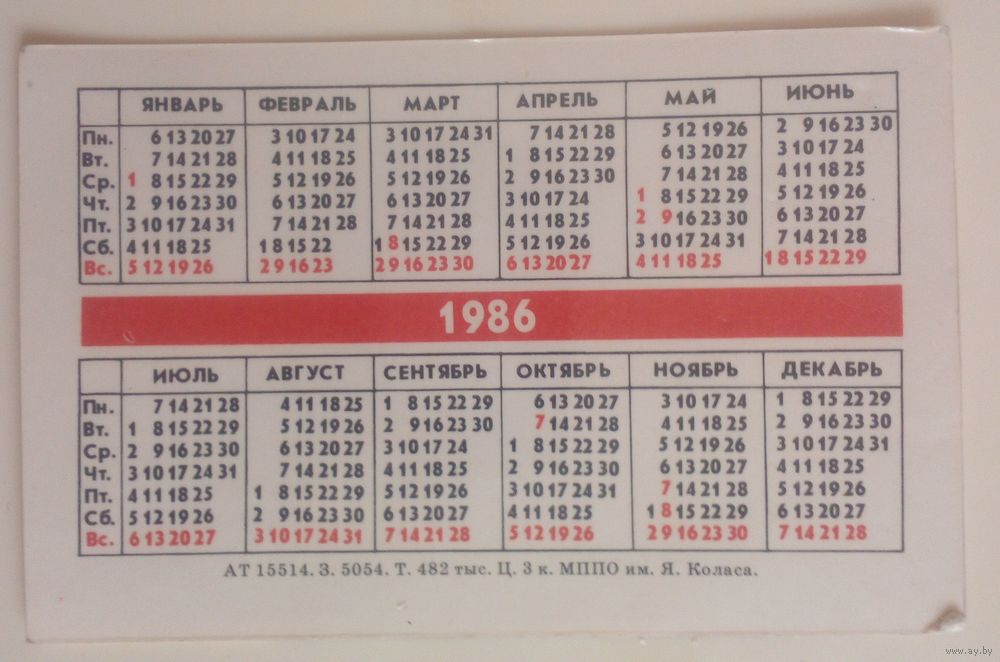 ЯНВАРЬ ФЕВРАЛЬ МАРТ АПРЕЛЬ МАЙ ИЮНЬ
Пн. 6 13 20 27 3 10 17 24 3 10 17 24 31 7 14 21 28 5 12 19 26 2 9 16 23 30
Вт. 7 14 21 28 4 11 18 25 4 11 18 25 1 8 15 22 29 6 13 20 27 3 10 17 24
Ср. 1 8 15 22 29 5 12 19 26 5 12 19 26 2 9 16 23 30 7 14 21 28 4 11 18 25
Чт. 2 9 16 23 30 6 13 20 27 6 13 20 27 3 10 17 24 1 8 15 22 29 5 12 19 26
Пт. 3 10 17 24 31 7 14 21 28 7 14 21 28 4 11 18 25 2 9 16 23 30 6 13 20 27
Сб. 4 11 18 25 1 8 15 22 1 8 15 22 29 5 12 19 26 3 10 17 24 31 7 14 21 28
Вс. 5 12 19 26 2 9 16 23 2 9 16 23 30 6 13 20 27 4 11 18 25 1 8 15 22 29
1986
ИЮЛЬ АВГУСТ СЕНТЯБРЬ ОКТЯБРЬ НОЯБРЬ ДЕКАБРЬ
Пн. 7 14 21 28 4 11 18 25 1 8 15 22 29 6 13 20 27 3 10 17 24 1 8 15 22 29
Вт. 1 8 15 22 29 5 12 19 26 2 9 16 23 30 7 14 21 28 4 11 18 25 2 9 16 23 30
Ср. 2 9 16 23 30 6 13 20 27 3 10 17 24 1 8 15 22 29 5 12 19 26 3 10 17 24 31
Чт. 3 10 17 24 31 7 14 21 28 4 11 18 25 2 9 16 23 30 6 13 20 27 4 11 18 25
Пт. 4 11 18 25 1 8 15 22 29 5 12 19 26 3 10 17 24 31 7 14 21 28 5 12 19 26
Сб. 5 12 19 26 2 9 16 23 30 6 13 20 27 4 11 18 25 1 8 15 22 29 6 13 20 27
Вс. 6 13 20 27 3 10 17 24 31 7 14 21 28 5 12 19 26 2 9 16 23 30 7 14 21 28
АТ 15514. З. 5054. Т. 482 тыс. Ц. 3 к. МППО им. Я. Коласа.
www.ay.by